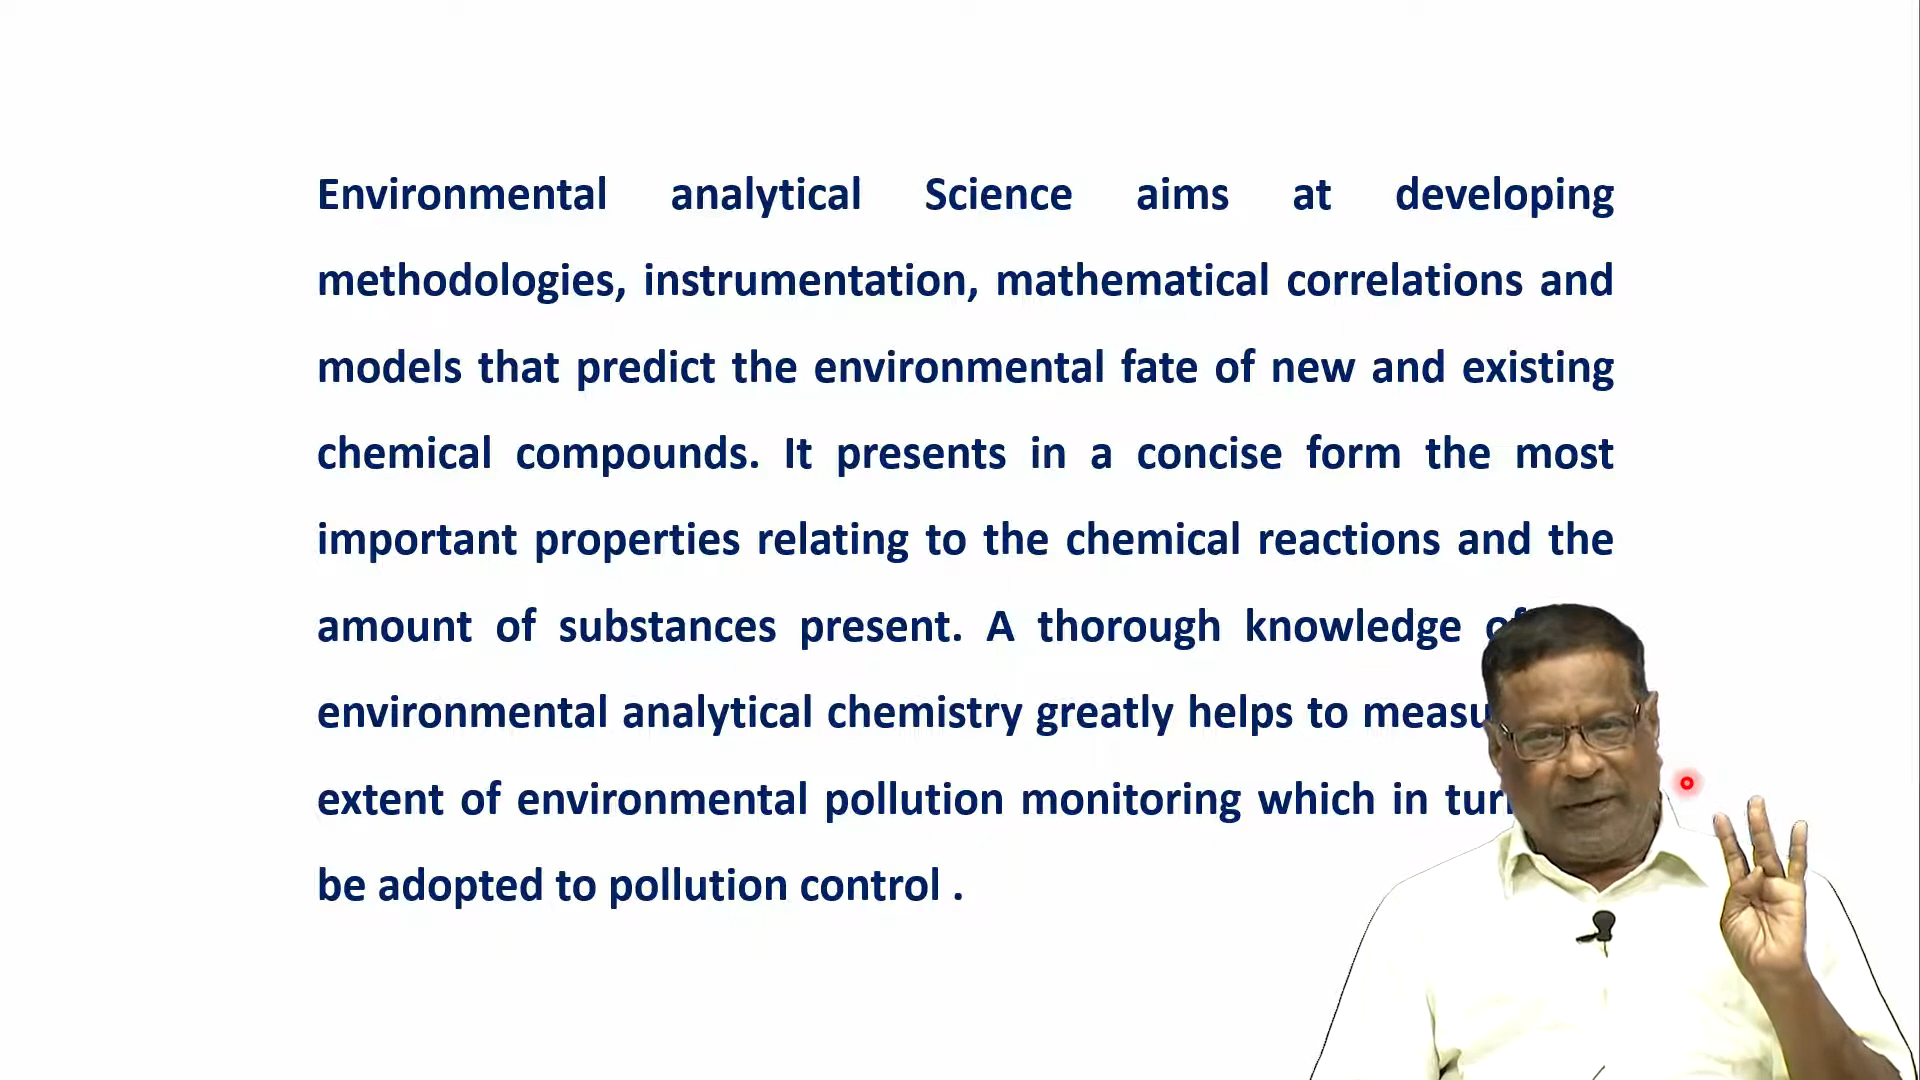 Environmental analytical Science aims at developing
methodologies, instrumentation, mathematical correlations and
models that predict the environmental fate of new and existing
chemical compounds. It presents in a concise form the most
important properties relating to the chemical reactions and the
amount of substances present. A thorough knowledge of
environmental analytical chemistry greatly helps to
extent of environmental pollution monitoring which in
be adopted to pollution control .